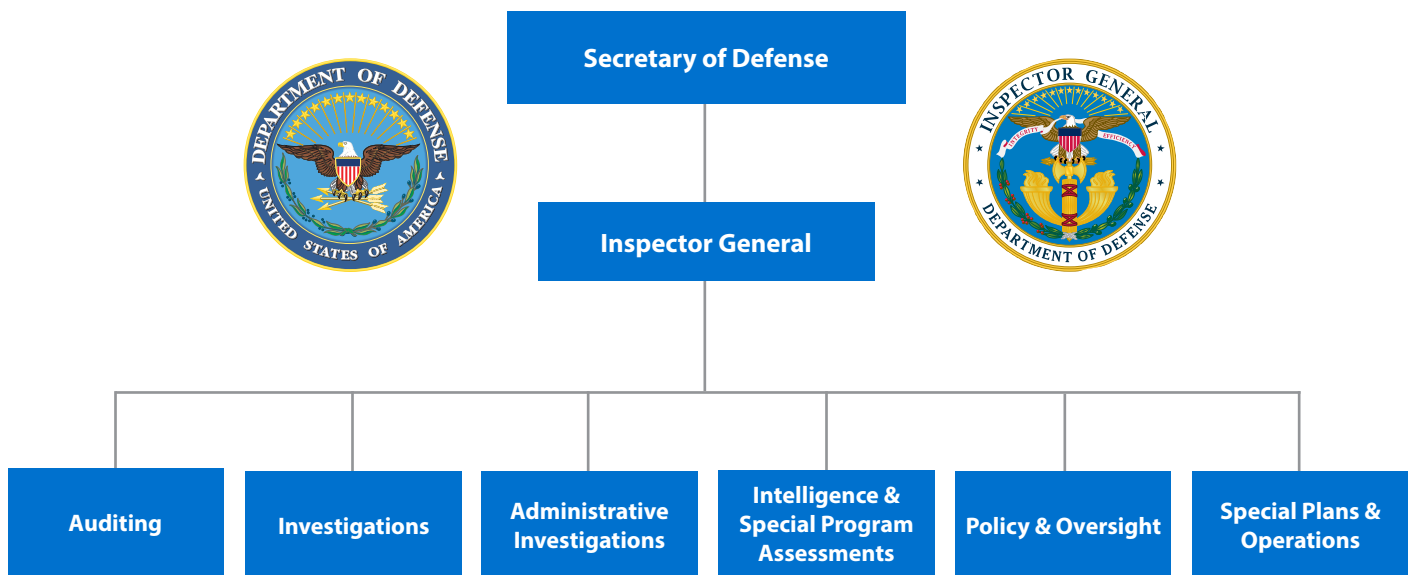 Secretary of Defense
DEPARTMENT OF DEFENSE
UNITED STATES OF AMERICA
INSPECTOR GENERAL
INTEGRITY EFFICIENCY
DEPARTMENT OF DEFENSE
Inspector General
Auditing
Investigations
Administrative
Investigations
Intelligence &
Special Program
Assessments
Policy & Oversight
Special Plans &
Operations